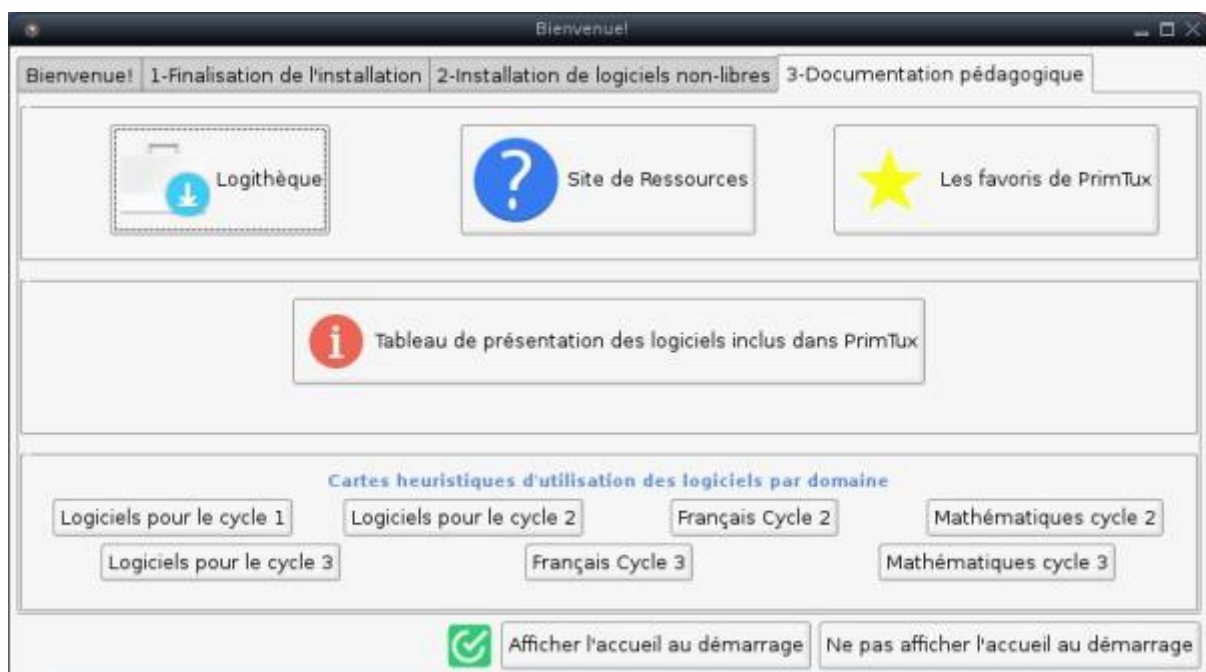 Bienvenue!
Bienvenue! 1-Finalisation de l'installation 2-Installation de logiciels non-libres 3-Documentation pédagogique
Logithèque Site de Ressources Les favoris de PrimTux
Tableau de présentation des logiciels inclus dans PrimTux
Cartes heuristiques d'utilisation des logiciels par domaine
Logiciels pour le cycle 1 Logiciels pour le cycle 2 Français Cycle 2 Mathématiques cycle 2
Logiciels pour le cycle 3 Français Cycle 3 Mathématiques cycle 3
Afficher l'accueil au démarrage Ne pas afficher l'accueil au démarrage